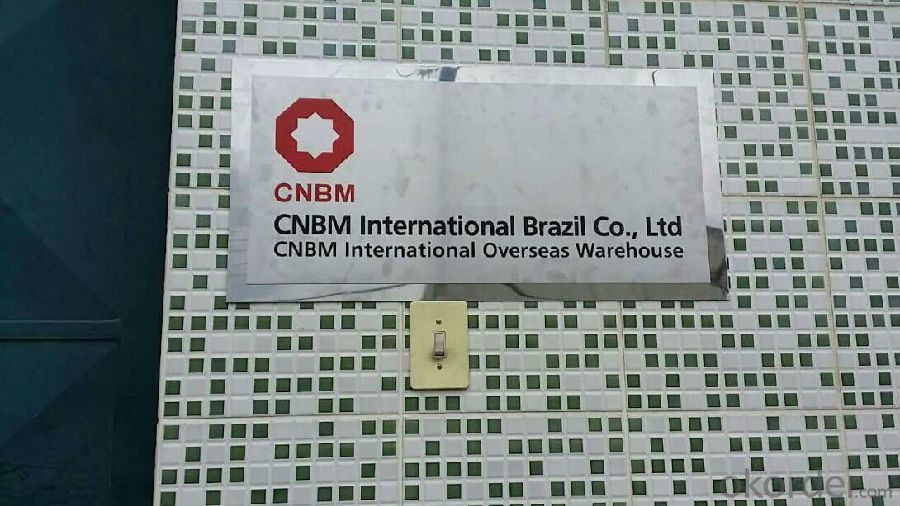 CNBM
CNBM International Brazil Co., Ltd
CNBM International Overseas Warehouse
okorder.com